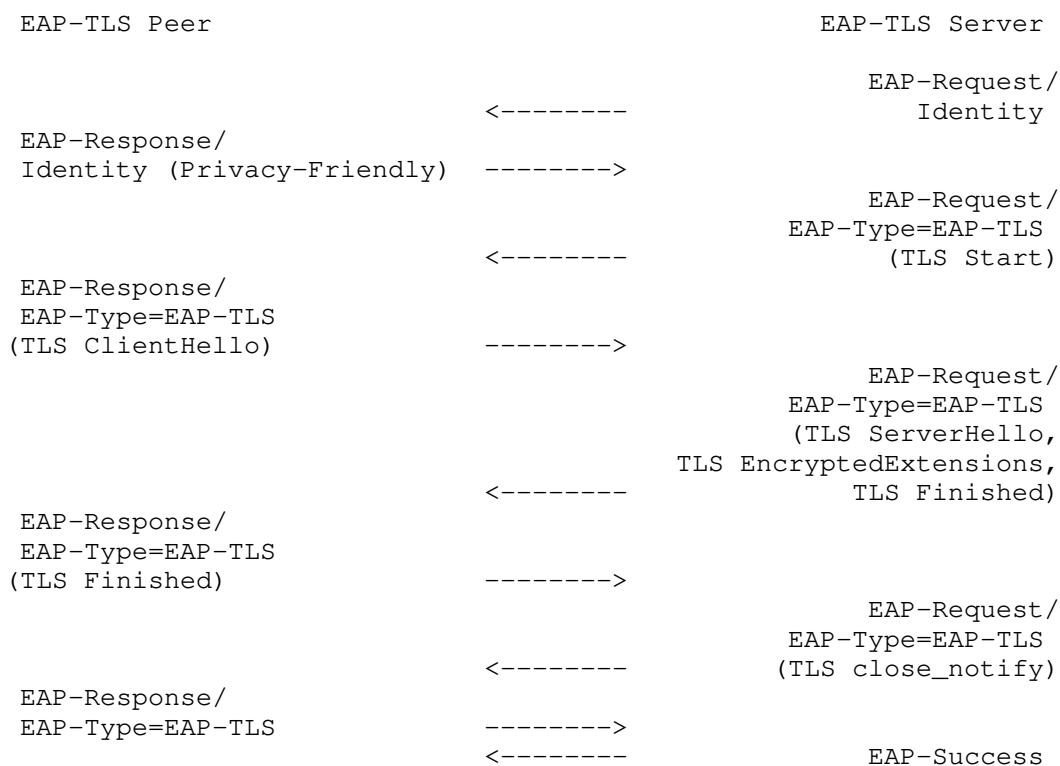 EAP-TLS Peer                                      EAP-TLS Server
EAP-Request/
<--------                Identity
EAP-Response/
Identity (Privacy-Friendly)  -------->
EAP-Request/
EAP-Type=EAP-TLS
<--------              (TLS Start)
EAP-Response/
EAP-Type=EAP-TLS
(TLS ClientHello)            -------->
EAP-Request/
EAP-Type=EAP-TLS
(TLS ServerHello,
TLS EncryptedExtensions,
<--------            TLS Finished)
EAP-Response/
EAP-Type=EAP-TLS
(TLS Finished)               -------->
EAP-Request/
EAP-Type=EAP-TLS
<--------       (TLS close_notify)
EAP-Response/
EAP-Type=EAP-TLS             -------->
<--------             EAP-Success